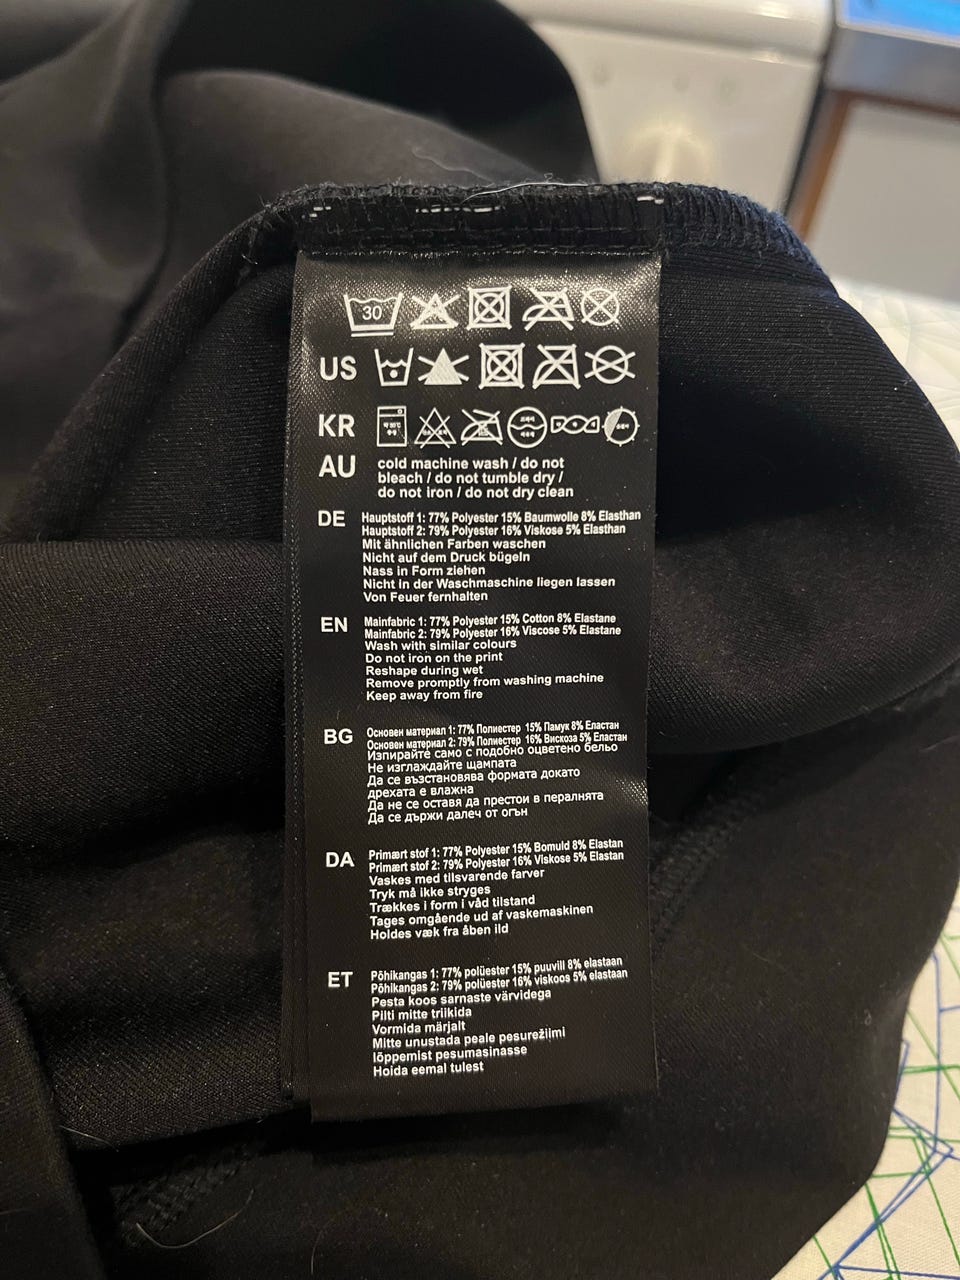 30
US
KR
AU
cold machine wash / do not
bleach / do not tumble dry /
do not iron / do not dry clean
DE
Hauptstoff 1: 77% Polyester 15% Baumwolle 8% Elasthan
Hauptstoff 2: 79% Polyester 16% Viskose 5% Elasthan
Mit ähnlichen Farben waschen
Nicht auf dem Druck bügeln
Nass in Form ziehen
Nicht in der Waschmaschine liegen lassen
Von Feuer fernhalten
EN
Mainfabric 1: 77% Polyester 15% Cotton 8% Elastane
Mainfabric 2: 79% Polyester 16% Viscose 5% Elastane
Wash with similar colours
Do not iron on the print
Reshape during wet
Remove promptly from washing machine
Keep away from fire
BG
Основен материал 1: 77% Полиестер 15% Памук 8% Еластан
Основен материал 2: 79% Полиестер 16% Вискоза 5% Еластан
Изпирайте само с подобно оцветено бельо
Не изглаждайте щампата
Да се възстановява формата докато
дрехата е влажна
Да не се оставя да престои в пералнята
Да се държи далеч от огън
DA
Primært stof 1: 77% Polyester 15% Bomuld 8% Elastan
Primært stof 2: 79% Polyester 16% Viskose 5% Elastan
Vaskes med tilsvarende farver
Tryk må ikke stryges
Trækkes i form i våd tilstand
Tages omgående ud af vaskemaskinen
Holdes væk fra åben ild
ET
Põhikangas 1: 77% polüester 15% puuvill 8% elastaan
Põhikangas 2: 79% polüester 16% viskoos 5% elastaan
Pesta koos sarnaste värvidega
Pilti mitte triikida
Vormida märjalt
Mitte unustada peale pesurežiimi
lõppemist pesumasinasse
Hoida eemal tulest